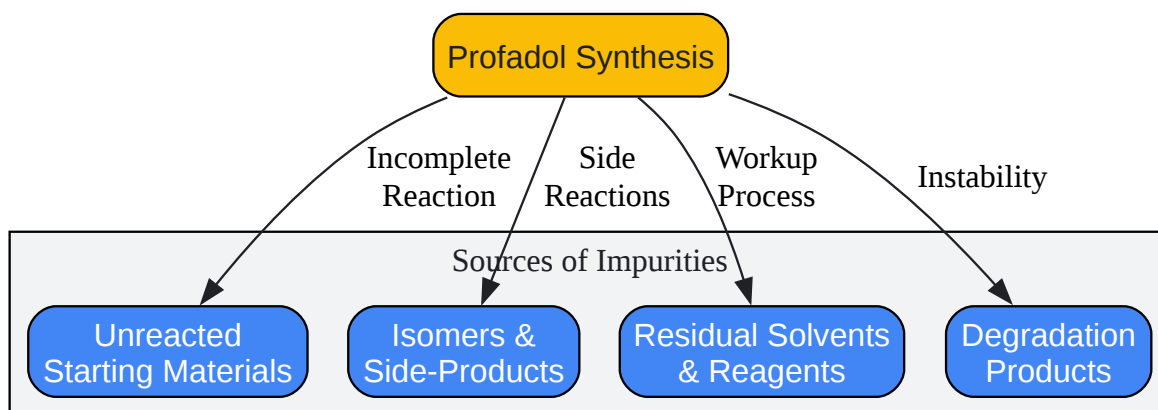 Profadol Synthesis
Incomplete
Reaction
Side
Reactions
Workup
Process
Instability
Sources of Impurities
Unreacted
Starting Materials
Isomers &
Side-Products
Residual Solvents
& Reagents
Degradation
Products